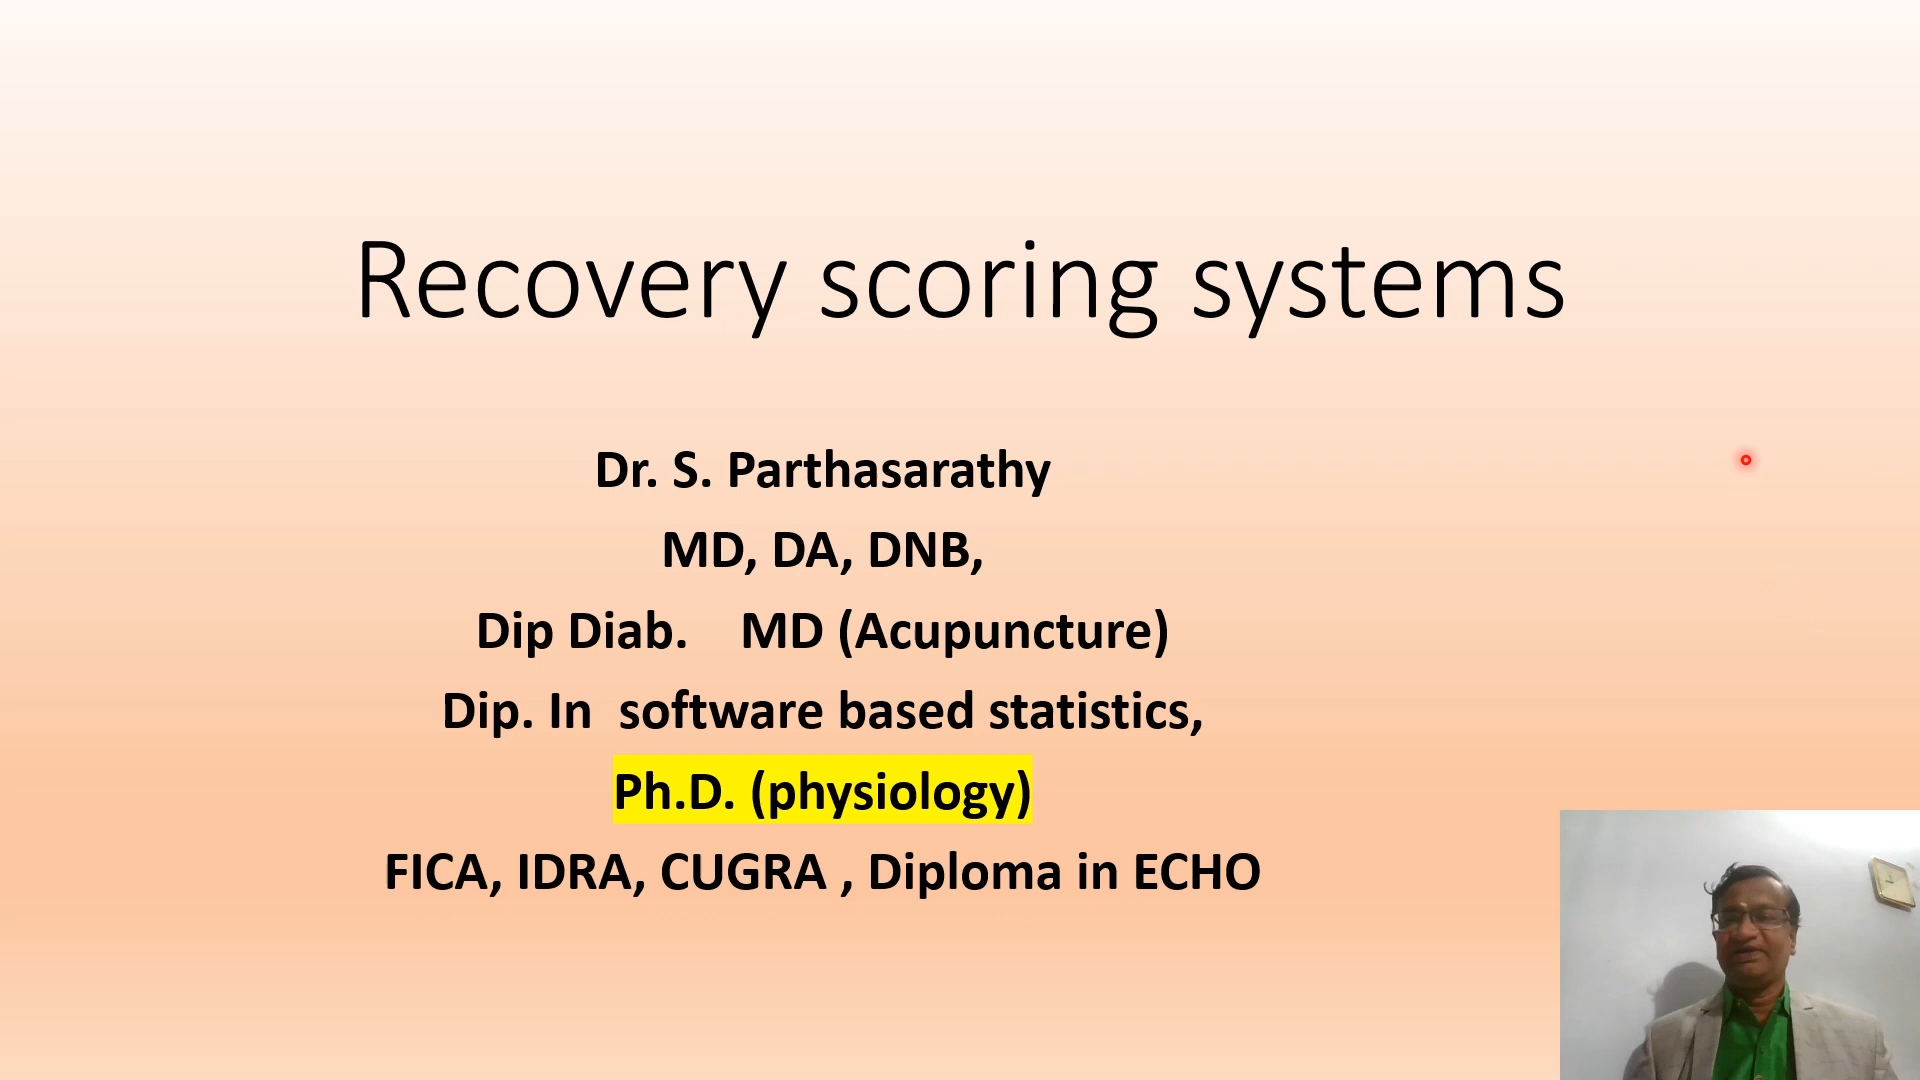 Recovery scoring systems
Dr. S. Parthasarathy
MD, DA, DNB,
Dip Diab. MD (Acupuncture)
Dip. In software based statistics,
Ph.D. (physiology)
FICA, IDRA, CUGRA , Diploma in ECHO